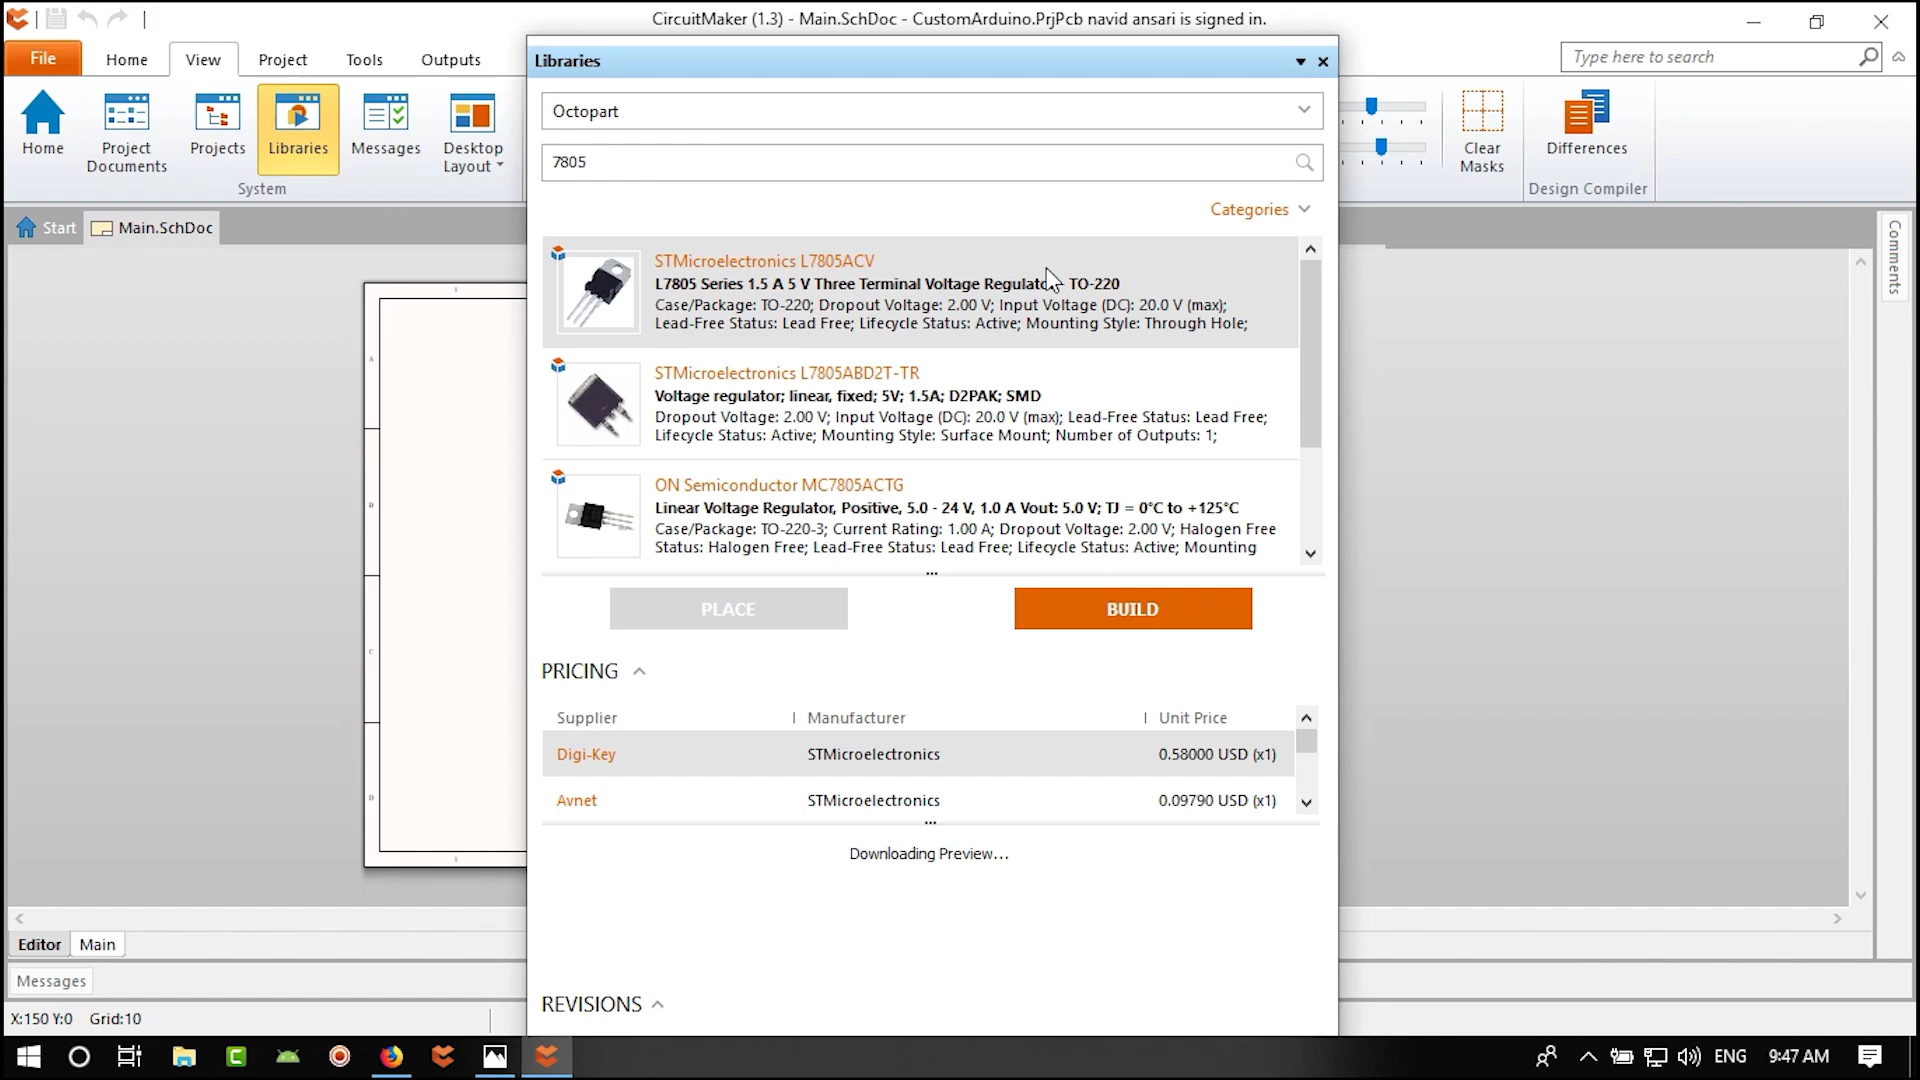 CircuitMaker (1.3) - Main.SchDoc - CustomArduino.PrjPcb navid ansari is signed in.
File
Home
View
Project
Tools
Outputs
Type here to search
Home
Project
Documents
Projects
Libraries
Messages
Desktop
Layout
System
Clear
Masks
Differences
Design Compiler
Start
Main.SchDoc
Comments
Libraries
Octopart
7805
Categories
STMicroelectronics L7805ACV
L7805 Series 1.5 A 5 V Three Terminal Voltage Regulator - TO-220
Case/Package: TO-220; Dropout Voltage: 2.00 V; Input Voltage (DC): 20.0 V (max);
Lead-Free Status: Lead Free; Lifecycle Status: Active; Mounting Style: Through Hole;
STMicroelectronics L7805ABD2T-TR
Voltage regulator; linear, fixed; 5V; 1.5A; D2PAK; SMD
Dropout Voltage: 2.00 V; Input Voltage (DC): 20.0 V (max); Lead-Free Status: Lead Free;
Lifecycle Status: Active; Mounting Style: Surface Mount; Number of Outputs: 1;
ON Semiconductor MC7805ACTG
Linear Voltage Regulator, Positive, 5.0 - 24 V, 1.0 A Vout: 5.0 V; TJ = 0°C to +125°C
Case/Package: TO-220-3; Current Rating: 1.00 A; Dropout Voltage: 2.00 V; Halogen Free
Status: Halogen Free; Lead-Free Status: Lead Free; Lifecycle Status: Active; Mounting
PLACE
BUILD
PRICING
Supplier
Manufacturer
Unit Price
Digi-Key
STMicroelectronics
0.58000 USD (x1)
Avnet
STMicroelectronics
0.09790 USD (x1)
Downloading Preview...
REVISIONS
Editor
Main
Messages
X:150 Y:0 Grid:10
ENG
9:47 AM